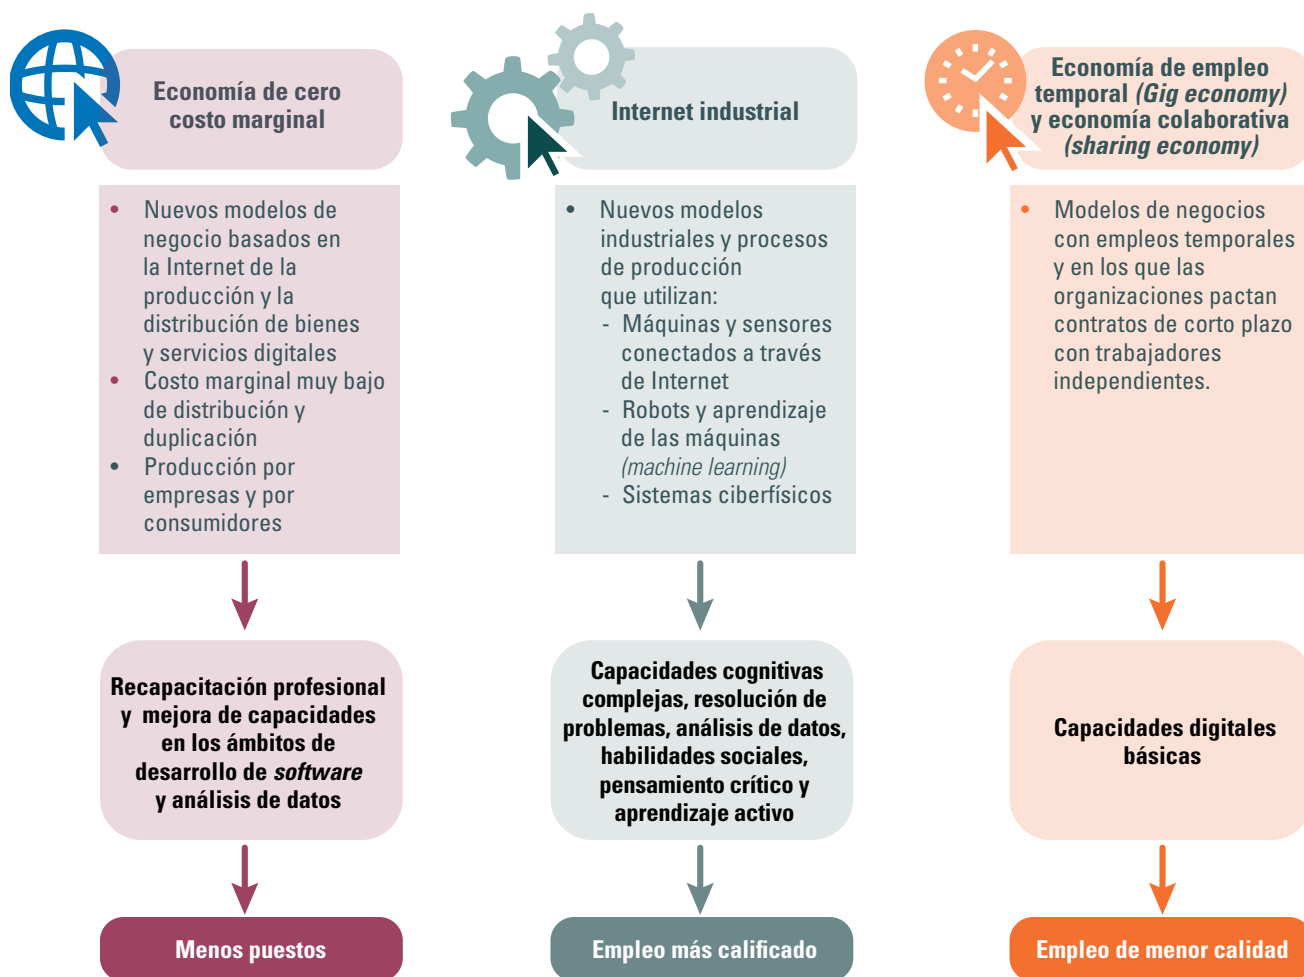 Economía de cero
costo marginal
• Nuevos modelos de
negocio basados en
la Internet de la
producción y la
distribución de bienes
y servicios digitales
• Costo marginal muy bajo
de distribución y
duplicación
• Producción por
empresas y por
consumidores
Recapacitación profesional
y mejora de capacidades
en los ámbitos de
desarrollo de software
y análisis de datos
Menos puestos
Internet industrial
• Nuevos modelos
industriales y procesos
de producción
que utilizan:
- Máquinas y sensores
conectados a través
de Internet
- Robots y aprendizaje
de las máquinas
(machine learning)
- Sistemas ciberfísicos
Capacidades cognitivas
complejas, resolución de
problemas, análisis de datos,
habilidades sociales,
pensamiento crítico y
aprendizaje activo
Empleo más calificado
Economía de empleo
temporal (Gig economy)
y economía colaborativa
(sharing economy)
• Modelos de negocios
con empleos temporales
y en los que las
organizaciones pactan
contratos de corto plazo
con trabajadores
independientes.
Capacidades digitales
básicas
Empleo de menor calidad